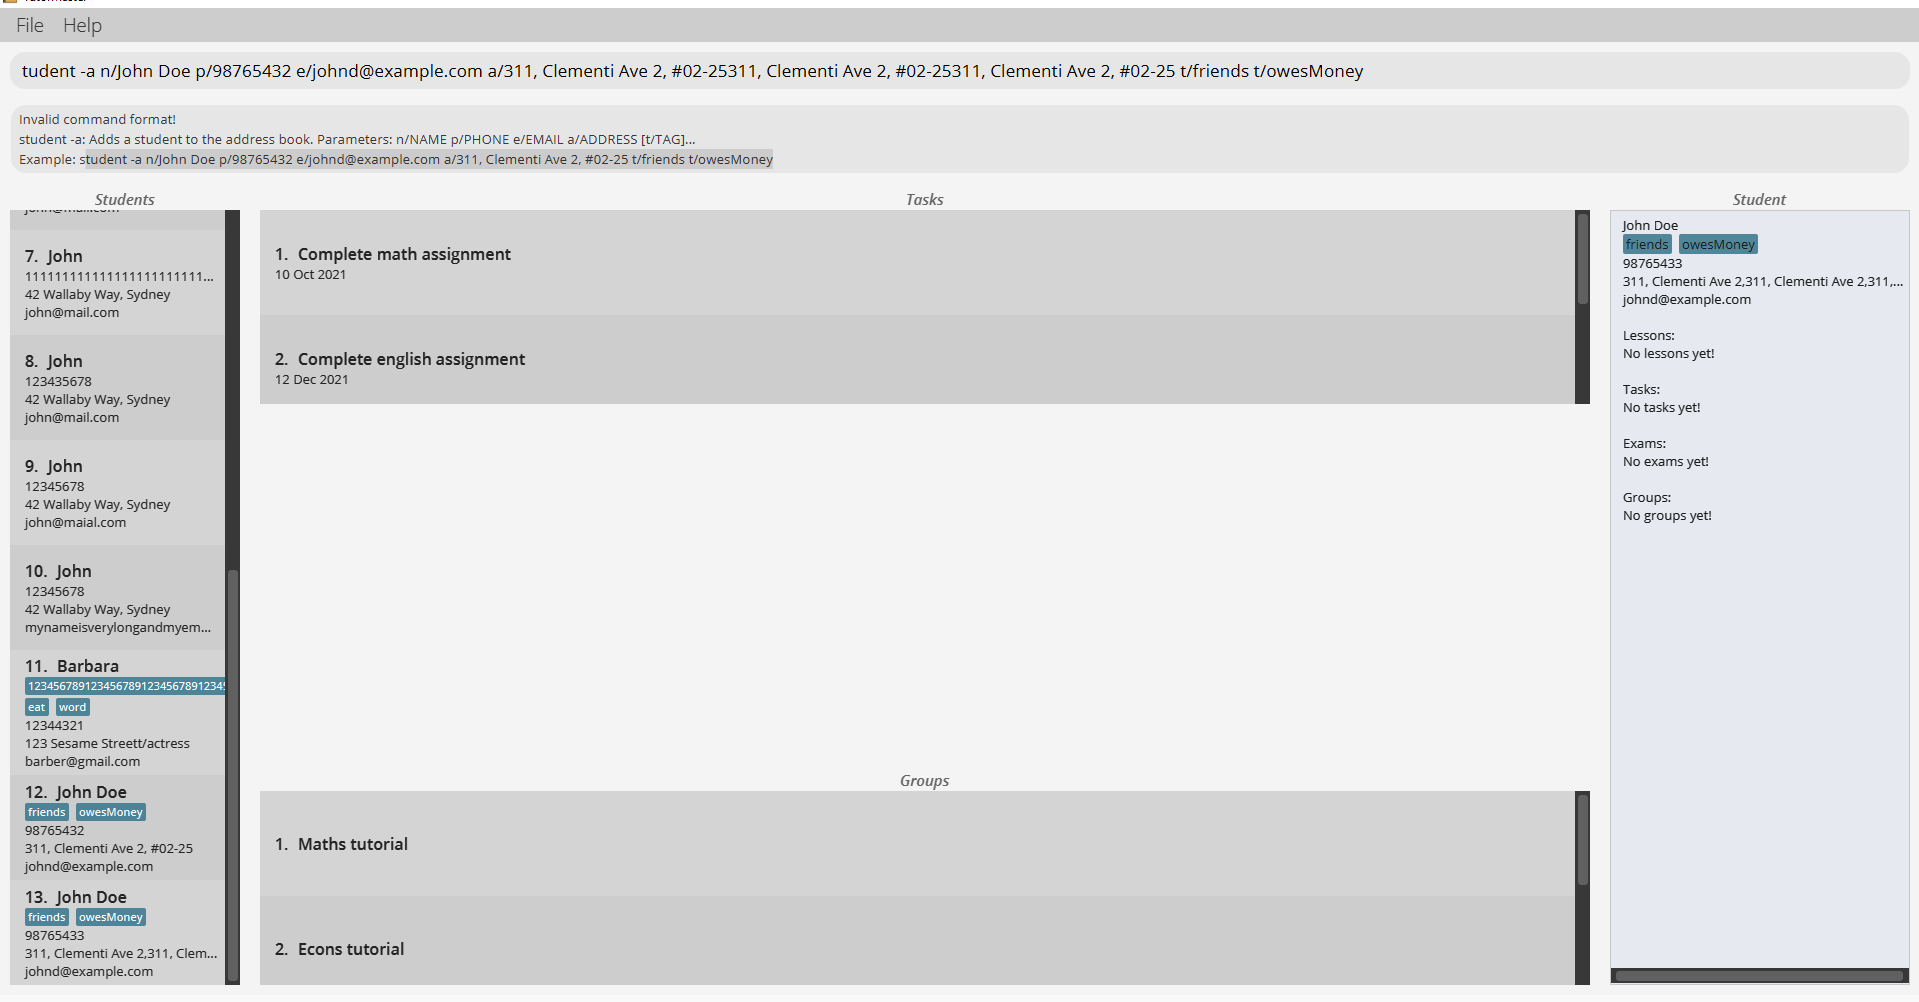 File Help
tudent -a n/John Doe p/98765432 e/johnd@example.com a/311, Clementi Ave 2, #02-25311, Clementi Ave 2, #02-25311, Clementi Ave 2, #02-25 t/friends t/owesMoney
Invalid command format!
student -a: Adds a student to the address book. Parameters: n/NAME p/PHONE e/EMAIL a/ADDRESS [t/TAG]...
Example: student -a n/John Doe p/98765432 e/johnd@example.com a/311, Clementi Ave 2, #02-25 t/friends t/owesMoney
Students
7. John
42 Wallaby Way, Sydney
john@mail.com
8. John
123435678
42 Wallaby Way, Sydney
john@mail.com
9. John
12345678
42 Wallaby Way, Sydney
john@maial.com
10. John
12345678
42 Wallaby Way, Sydney
mynameisverylongandmyem...
11. Barbara
1234567891234567891234567891234
eat word
12344321
123 Sesame Streett/actress
barber@gmail.com
12. John Doe
friends owesMoney
98765432
311, Clementi Ave 2, #02-25
johnd@example.com
13. John Doe
friends owesMoney
98765433
311, Clementi Ave 2,311, Clem...
johnd@example.com
Tasks
1. Complete math assignment
10 Oct 2021
2. Complete english assignment
12 Dec 2021
Groups
1. Maths tutorial
2. Econs tutorial
Student
John Doe
friends owesMoney
98765433
311, Clementi Ave 2,311, Clementi Ave 2,311,...
johnd@example.com
Lessons:
No lessons yet!
Tasks:
No tasks yet!
Exams:
No exams yet!
Groups:
No groups yet!